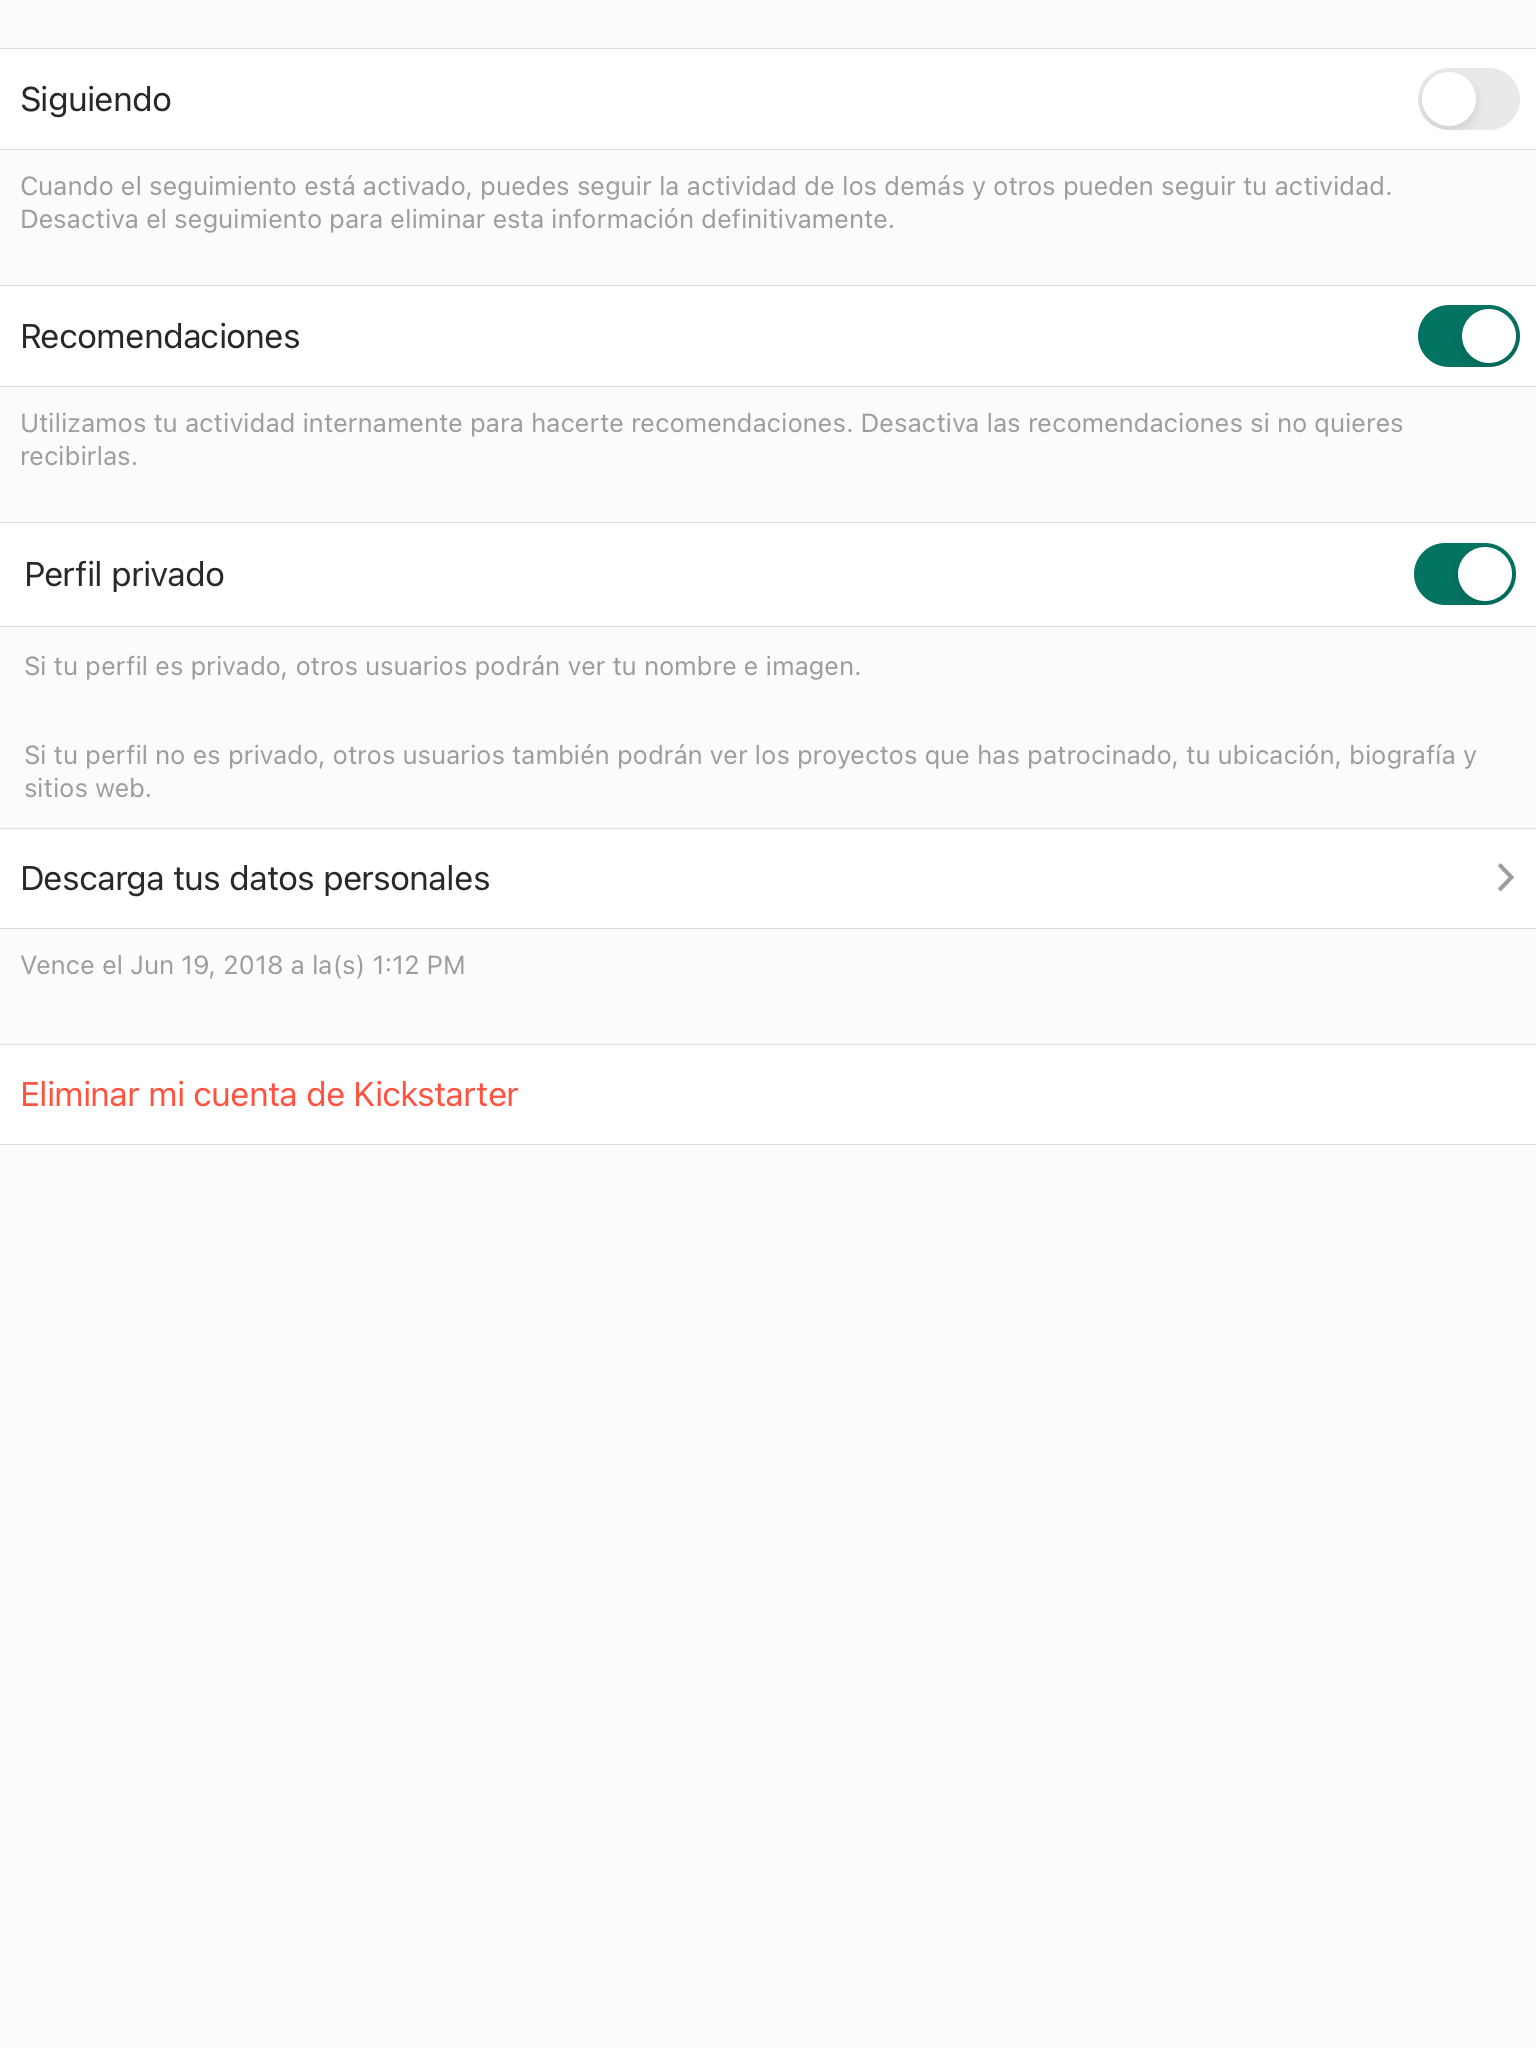 Siguiendo
Cuando el seguimiento está activado, puedes seguir la actividad de los demás y otros pueden seguir tu actividad.
Desactiva el seguimiento para eliminar esta información definitivamente.
Recomendaciones
Utilizamos tu actividad internamente para hacerte recomendaciones. Desactiva las recomendaciones si no quieres
recibirlas.
Perfil privado
Si tu perfil es privado, otros usuarios podrán ver tu nombre e imagen.
Si tu perfil no es privado, otros usuarios también podrán ver los proyectos que has patrocinado, tu ubicación, biografía y
sitios web.
Descarga tus datos personales
Vence el Jun 19, 2018 a la(s) 1:12 PM
Eliminar mi cuenta de Kickstarter